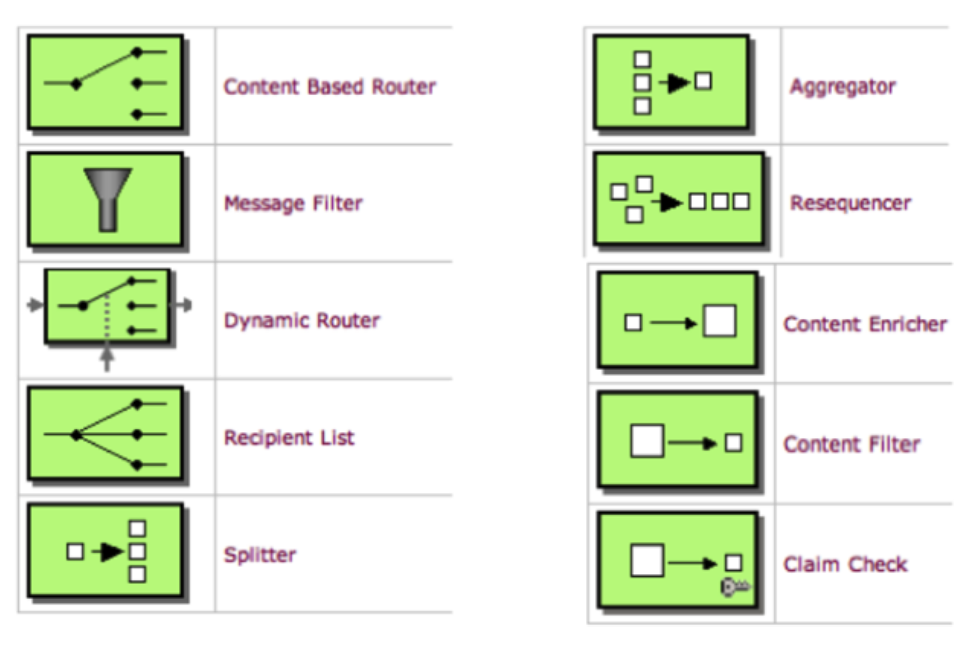 Content Based Router
Message Filter
Dynamic Router
Recipient List
Splitter
Aggregator
Resequencer
Content Enricher
Content Filter
Claim Check